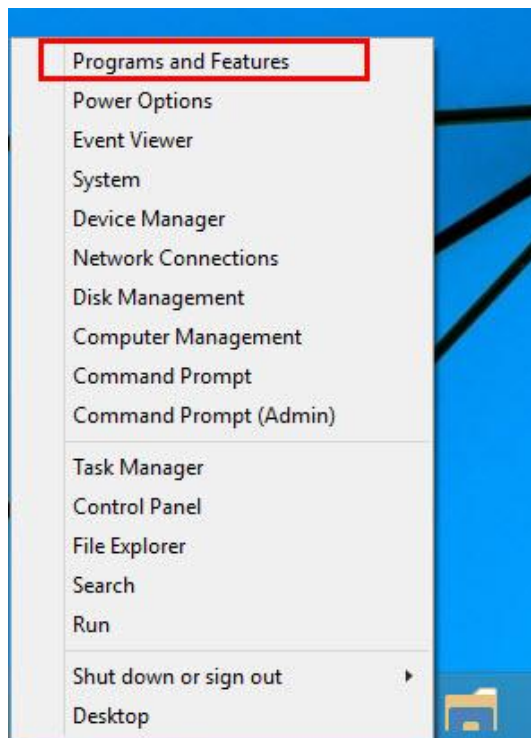 Programs and Features
Power Options
Event Viewer
System
Device Manager
Network Connections
Disk Management
Computer Management
Command Prompt
Command Prompt (Admin)
Task Manager
Control Panel
File Explorer
Search
Run
Shut down or sign out
Desktop